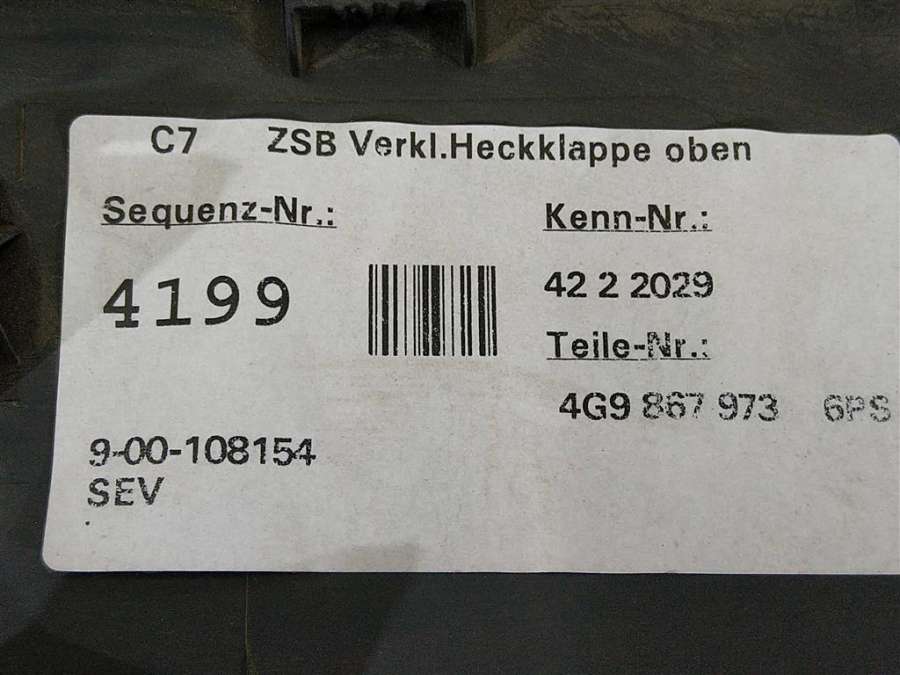 C7 ZSB Verkl.Heckklappe oben
Sequenz-Nr.:
Kenn-Nr.:
4199
42 2 2029
Teile-Nr.:
4G9 867 973 6PS
9-00-108154
SEV